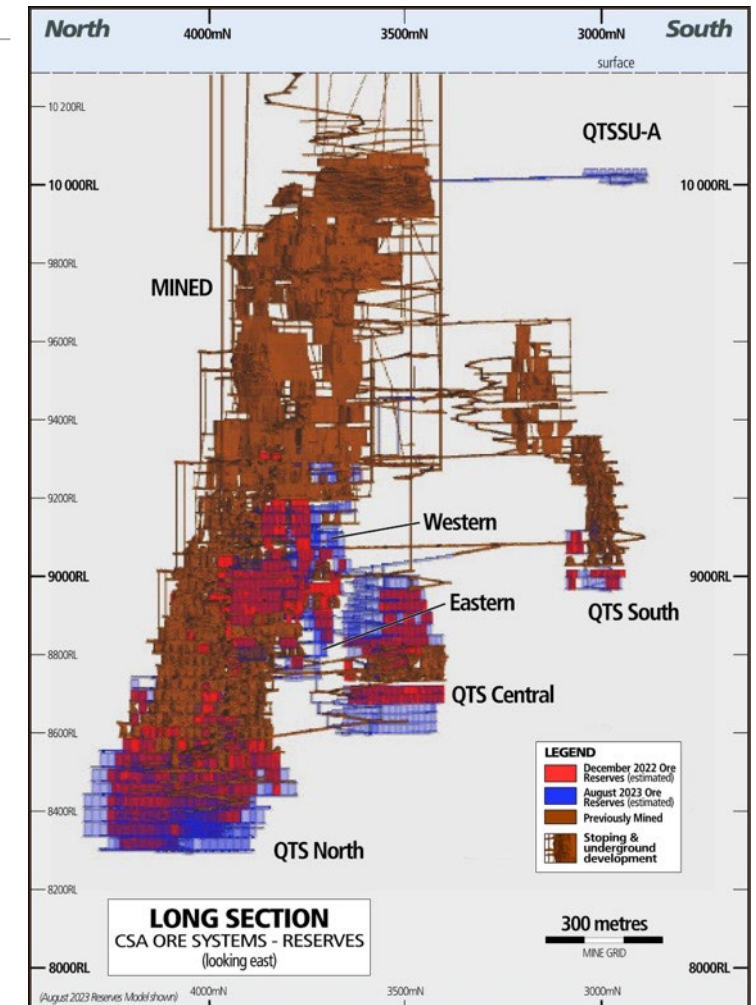 North
4000mN
3500mN
3000mN
South
surface
10 200RL
QTSSU-A
10 000RL
10 000RL
9800RL
MINED
9600RL
9400RL
9200RL
Western
9000RL
9000RL
Eastern
QTS South
8800RL
QTS Central
8600RL
LEGEND
December 2022 Ore
Reserves (estimated)
August 2023 Ore
Reserves (estimated)
Previously Mined
Stoping &
underground
development
8400RL
QTS North
8200RL
LONG SECTION
CSA ORE SYSTEMS - RESERVES
(looking east)
300 metres
MINE GRID
8000RL
8000RL
(August 2023 Reserves Model shown)
4000mN
3500mN
3000mN